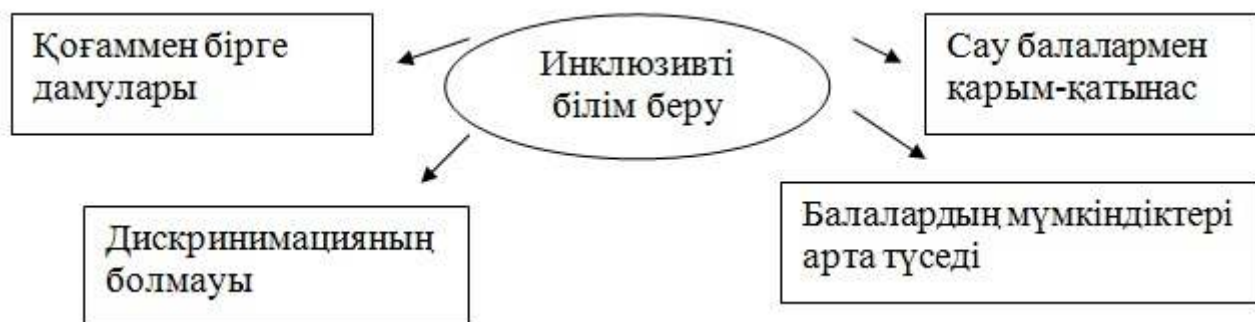 Қоғаммен бірге
дамулары
Инклюзивті
білім беру
Сау балалармен
қарым-қатынас
Дискринимацияның
болмауы
Балалардың мүмкіндіктері
арта түседі